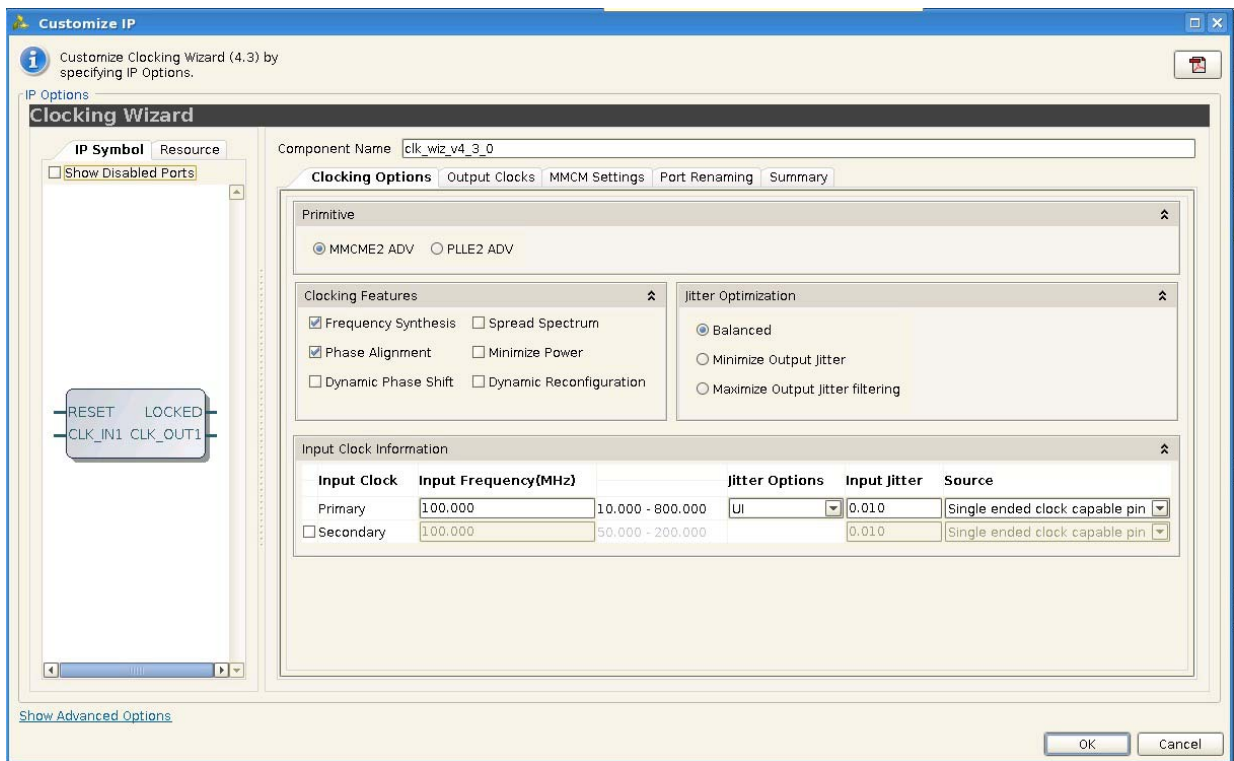 Customize IP
Customize Clocking Wizard (4.3) by
specifying IP Options.
IP Options
Clocking Wizard
IP Symbol Resource
Show Disabled Ports
RESET LOCKED
CLK_IN1 CLK_OUT1
Component Name clk_wiz_v4_3_0
Clocking Options Output Clocks MMCM Settings Port Renaming Summary
Primitive
MMCME2 ADV PLLE2 ADV
Clocking Features
Frequency Synthesis Spread Spectrum
Phase Alignment Minimize Power
Dynamic Phase Shift Dynamic Reconfiguration
Jitter Optimization
Balanced
Minimize Output Jitter
Maximize Output Jitter filtering
Input Clock Information
Input Clock Input Frequency(MHz) Jitter Options Input Jitter Source
Primary 100.000 10.000 - 800.000 UI 0.010 Single ended clock capable pin
Secondary 100.000 50.000 - 200.000 0.010 Single ended clock capable pin
Show Advanced Options
OK Cancel